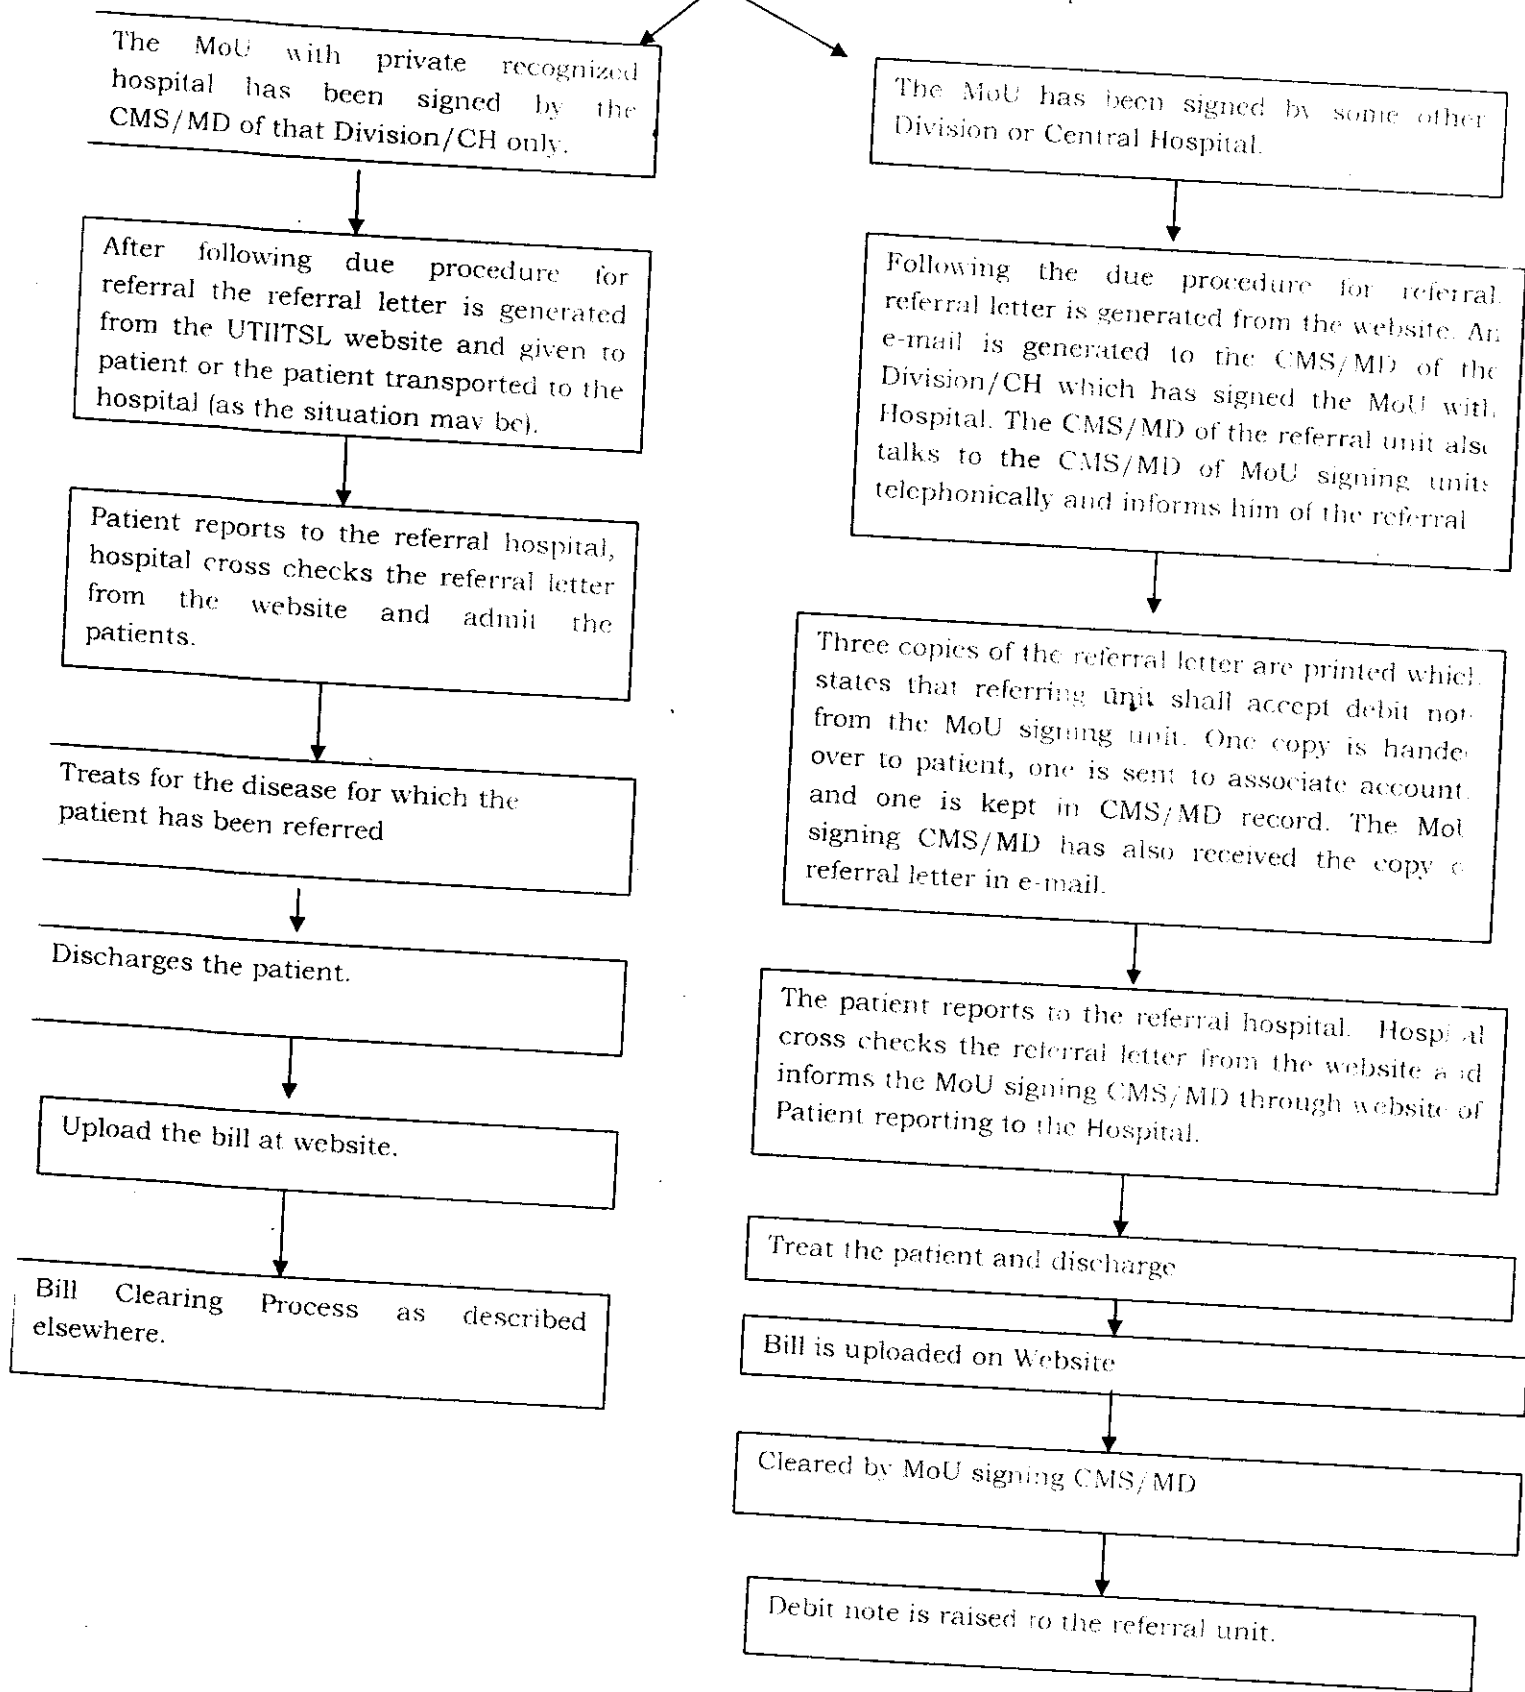 The MoU with private recognized
hospital has been signed by the
CMS/MD of that Division/CH only.
After following due procedure for
referral the referral letter is generated
from the UTIITSL website and given to
patient or the patient transported to the
hospital (as the situation may be).
Patient reports to the referral hospital,
hospital cross checks the referral letter
from the website and admit the
patients.
Treats for the disease for which the
patient has been referred
Discharges the patient.
Upload the bill at website.
Bill Clearing Process as described
elsewhere.
The MoU has been signed by some other
Division or Central Hospital.
Following the due procedure for referral,
referral letter is generated from the website. An
e-mail is generated to the CMS/MD of the
Division/CH which has signed the MoU with
Hospital. The CMS/MD of the referral unit also
talks to the CMS/MD of MoU signing units
telephonically and informs him of the referral
Three copies of the referral letter are printed which
states that referring unit shall accept debit not
from the MoU signing unit. One copy is hande
over to patient, one is sent to associate account
and one is kept in CMS/MD record. The Mo
signing CMS/MD has also received the copy
referral letter in e-mail.
The patient reports to the referral hospital. Hospital
cross checks the referral letter from the website and
informs the MoU signing CMS/MD through website of
Patient reporting to the Hospital.
Treat the patient and discharge
Bill is uploaded on Website
Cleared by MoU signing CMS/MD
Debit note is raised to the referral unit.